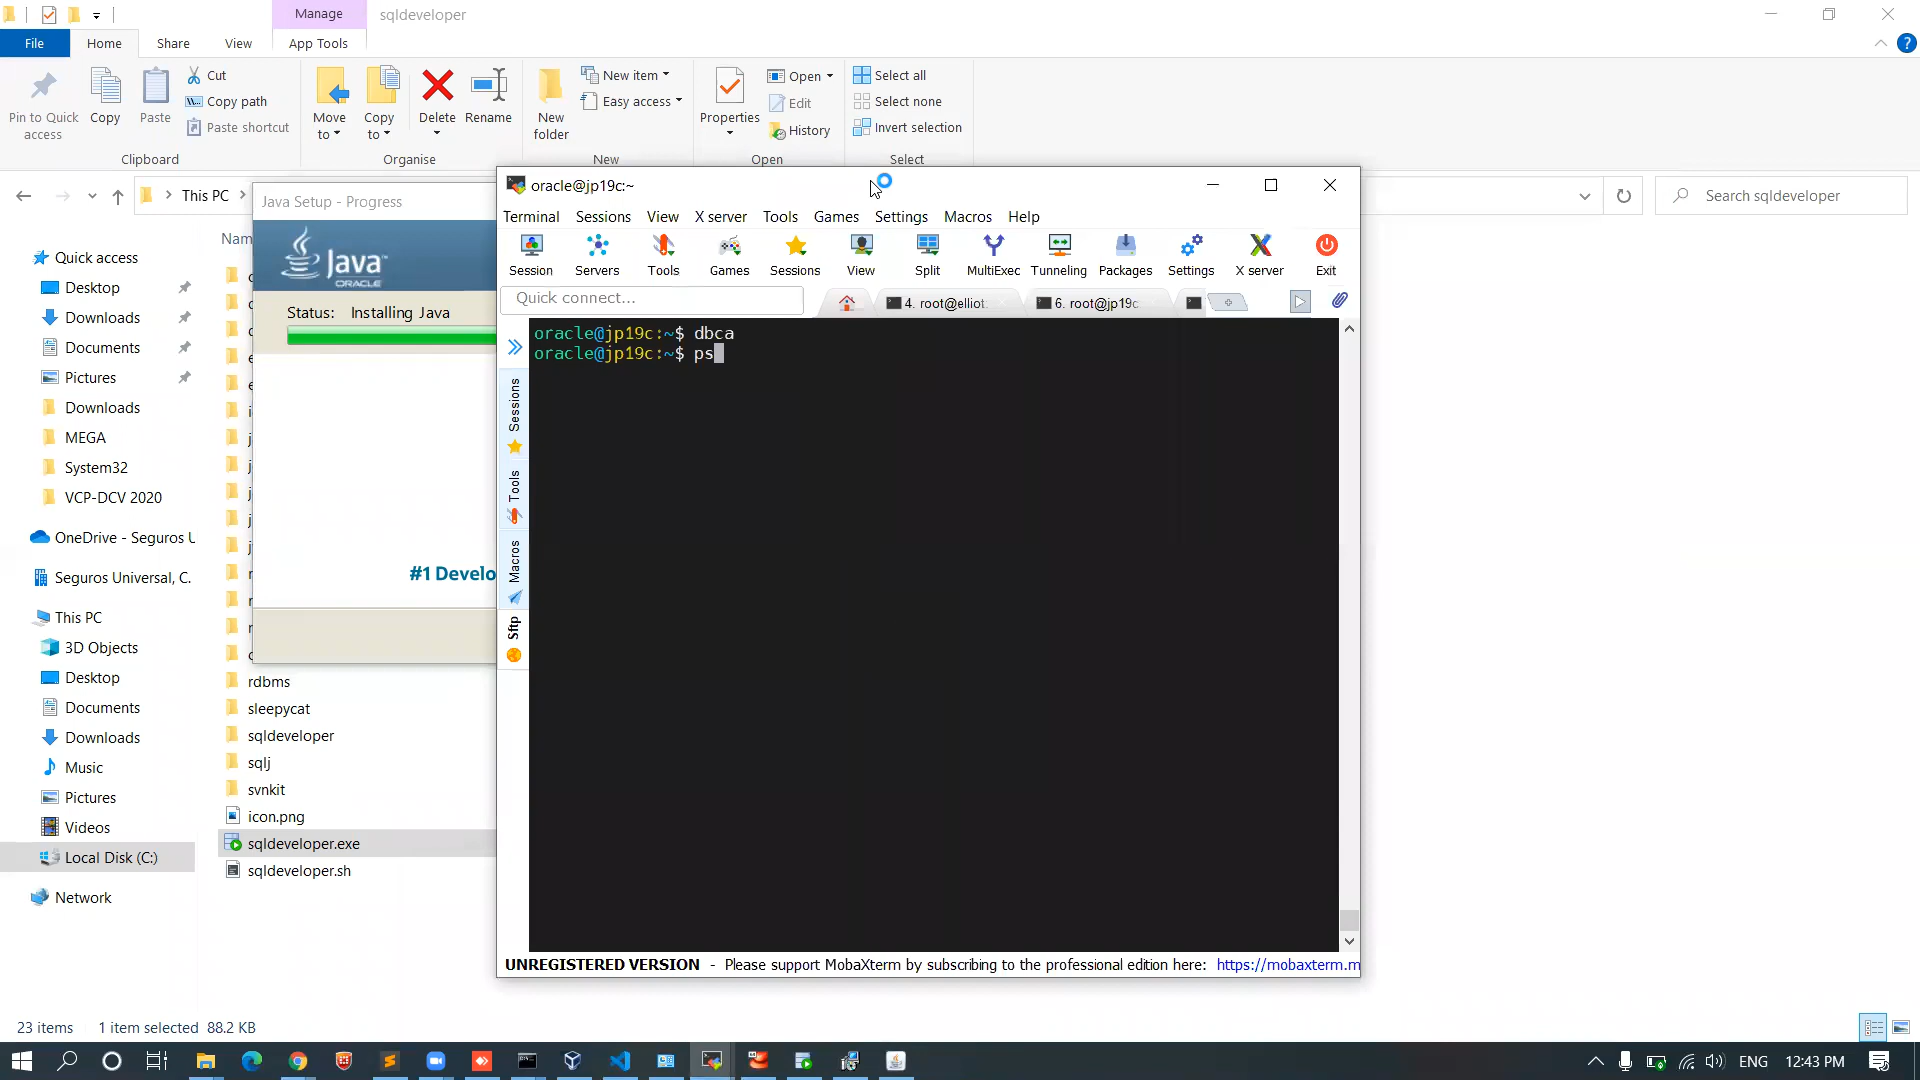 Manage
sqldeveloper
File
Home
Share
View
App Tools
Pin to Quick access
Copy
Paste
Cut
Copy path
Paste shortcut
Clipboard
Move to
Copy to
Delete
Rename
Organise
New folder
New item
Easy access
New
Properties
Open
Edit
History
Open
Select all
Select none
Invert selection
Select
This PC
Search sqldeveloper
Quick access
Desktop
Downloads
Documents
Pictures
Downloads
MEGA
System32
VCP-DCV 2020
OneDrive - Seguros U
Seguros Universal, C.
This PC
3D Objects
Desktop
Documents
Downloads
Music
Pictures
Videos
Local Disk (C:)
Network
Nam
rdbms
sleepycat
sqldeveloper
sqlj
svnkit
icon.png
sqldeveloper.exe
sqldeveloper.sh
Java Setup - Progress
Java
ORACLE
Status: Installing Java
#1 Develo
oracle@jp19c:~
Terminal Sessions View X server Tools Games Settings Macros Help
Session Servers Tools Games Sessions View Split MultiExec Tunneling Packages Settings X server Exit
Quick connect...
4. root@elliot:
6. root@jp19c
oracle@jp19c:~$ dbca
oracle@jp19c:~$ ps
Sessions
Tools
Macros
Sftp
UNREGISTERED VERSION - Please support MobaXterm by subscribing to the professional edition here: https://mobaxterm.m
23 items 1 item selected 88.2 KB
ENG 12:43 PM